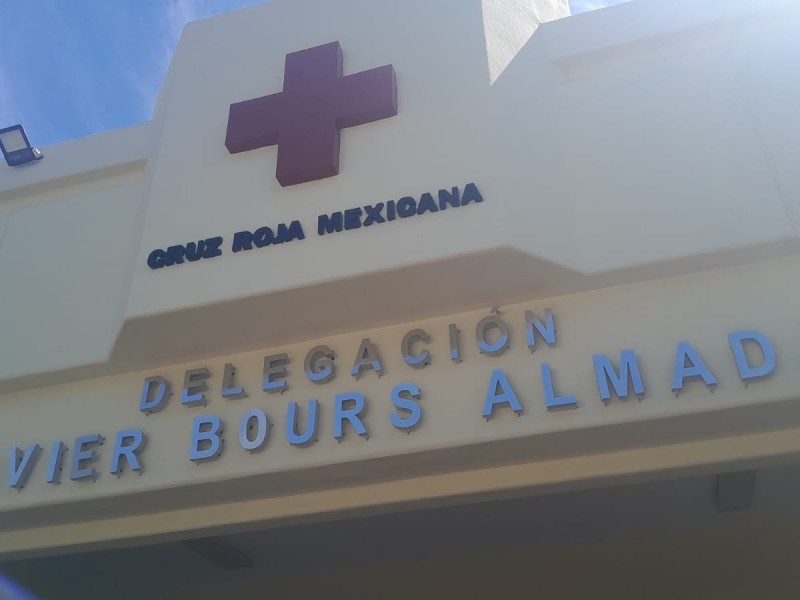 CRUZ ROJA MEXICANA
DELEGACIÓN
VIER BOURS ALMAD